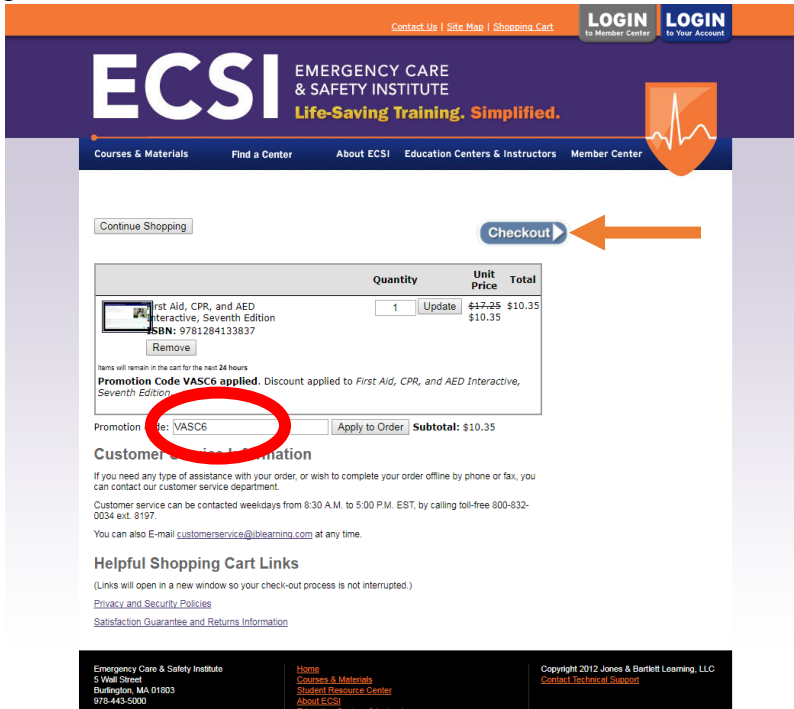 Contact Us | Site Map | Shopping Cart
LOGIN
to Member Center
LOGIN
to Your Account
ECSI
EMERGENCY CARE
& SAFETY INSTITUTE
Life-Saving Training. Simplified.
Courses & Materials Find a Center About ECSI Education Centers & Instructors Member Center
Continue Shopping
Checkout
Quantity Unit Price Total
First Aid, CPR, and AED 1 Update $17.25 $10.35
Interactive, Seventh Edition $10.35
ISBN: 9781284133837
Remove
Items will remain in the cart for the next 24 hours
Promotion Code VASC6 applied. Discount applied to First Aid, CPR, and AED Interactive,
Seventh Edition.
Promotion Code: VASC6 Apply to Order Subtotal: $10.35
Customer Service Information
If you need any type of assistance with your order, or wish to complete your order offline by phone or fax, you
can contact our customer service department.
Customer service can be contacted weekdays from 8:30 A.M. to 5:00 P.M. EST, by calling toll-free 800-832-
0034 ext. 8197.
You can also E-mail customerservice@jblearning.com at any time.
Helpful Shopping Cart Links
(Links will open in a new window so your check-out process is not interrupted.)
Privacy and Security Policies
Satisfaction Guarantee and Returns Information
Emergency Care & Safety Institute
5 Wall Street
Burlington, MA 01803
978-443-5000
Home
Courses & Materials
Student Resource Center
About ECSI
Copyright 2012 Jones & Bartlett Learning, LLC
Contact Technical Support